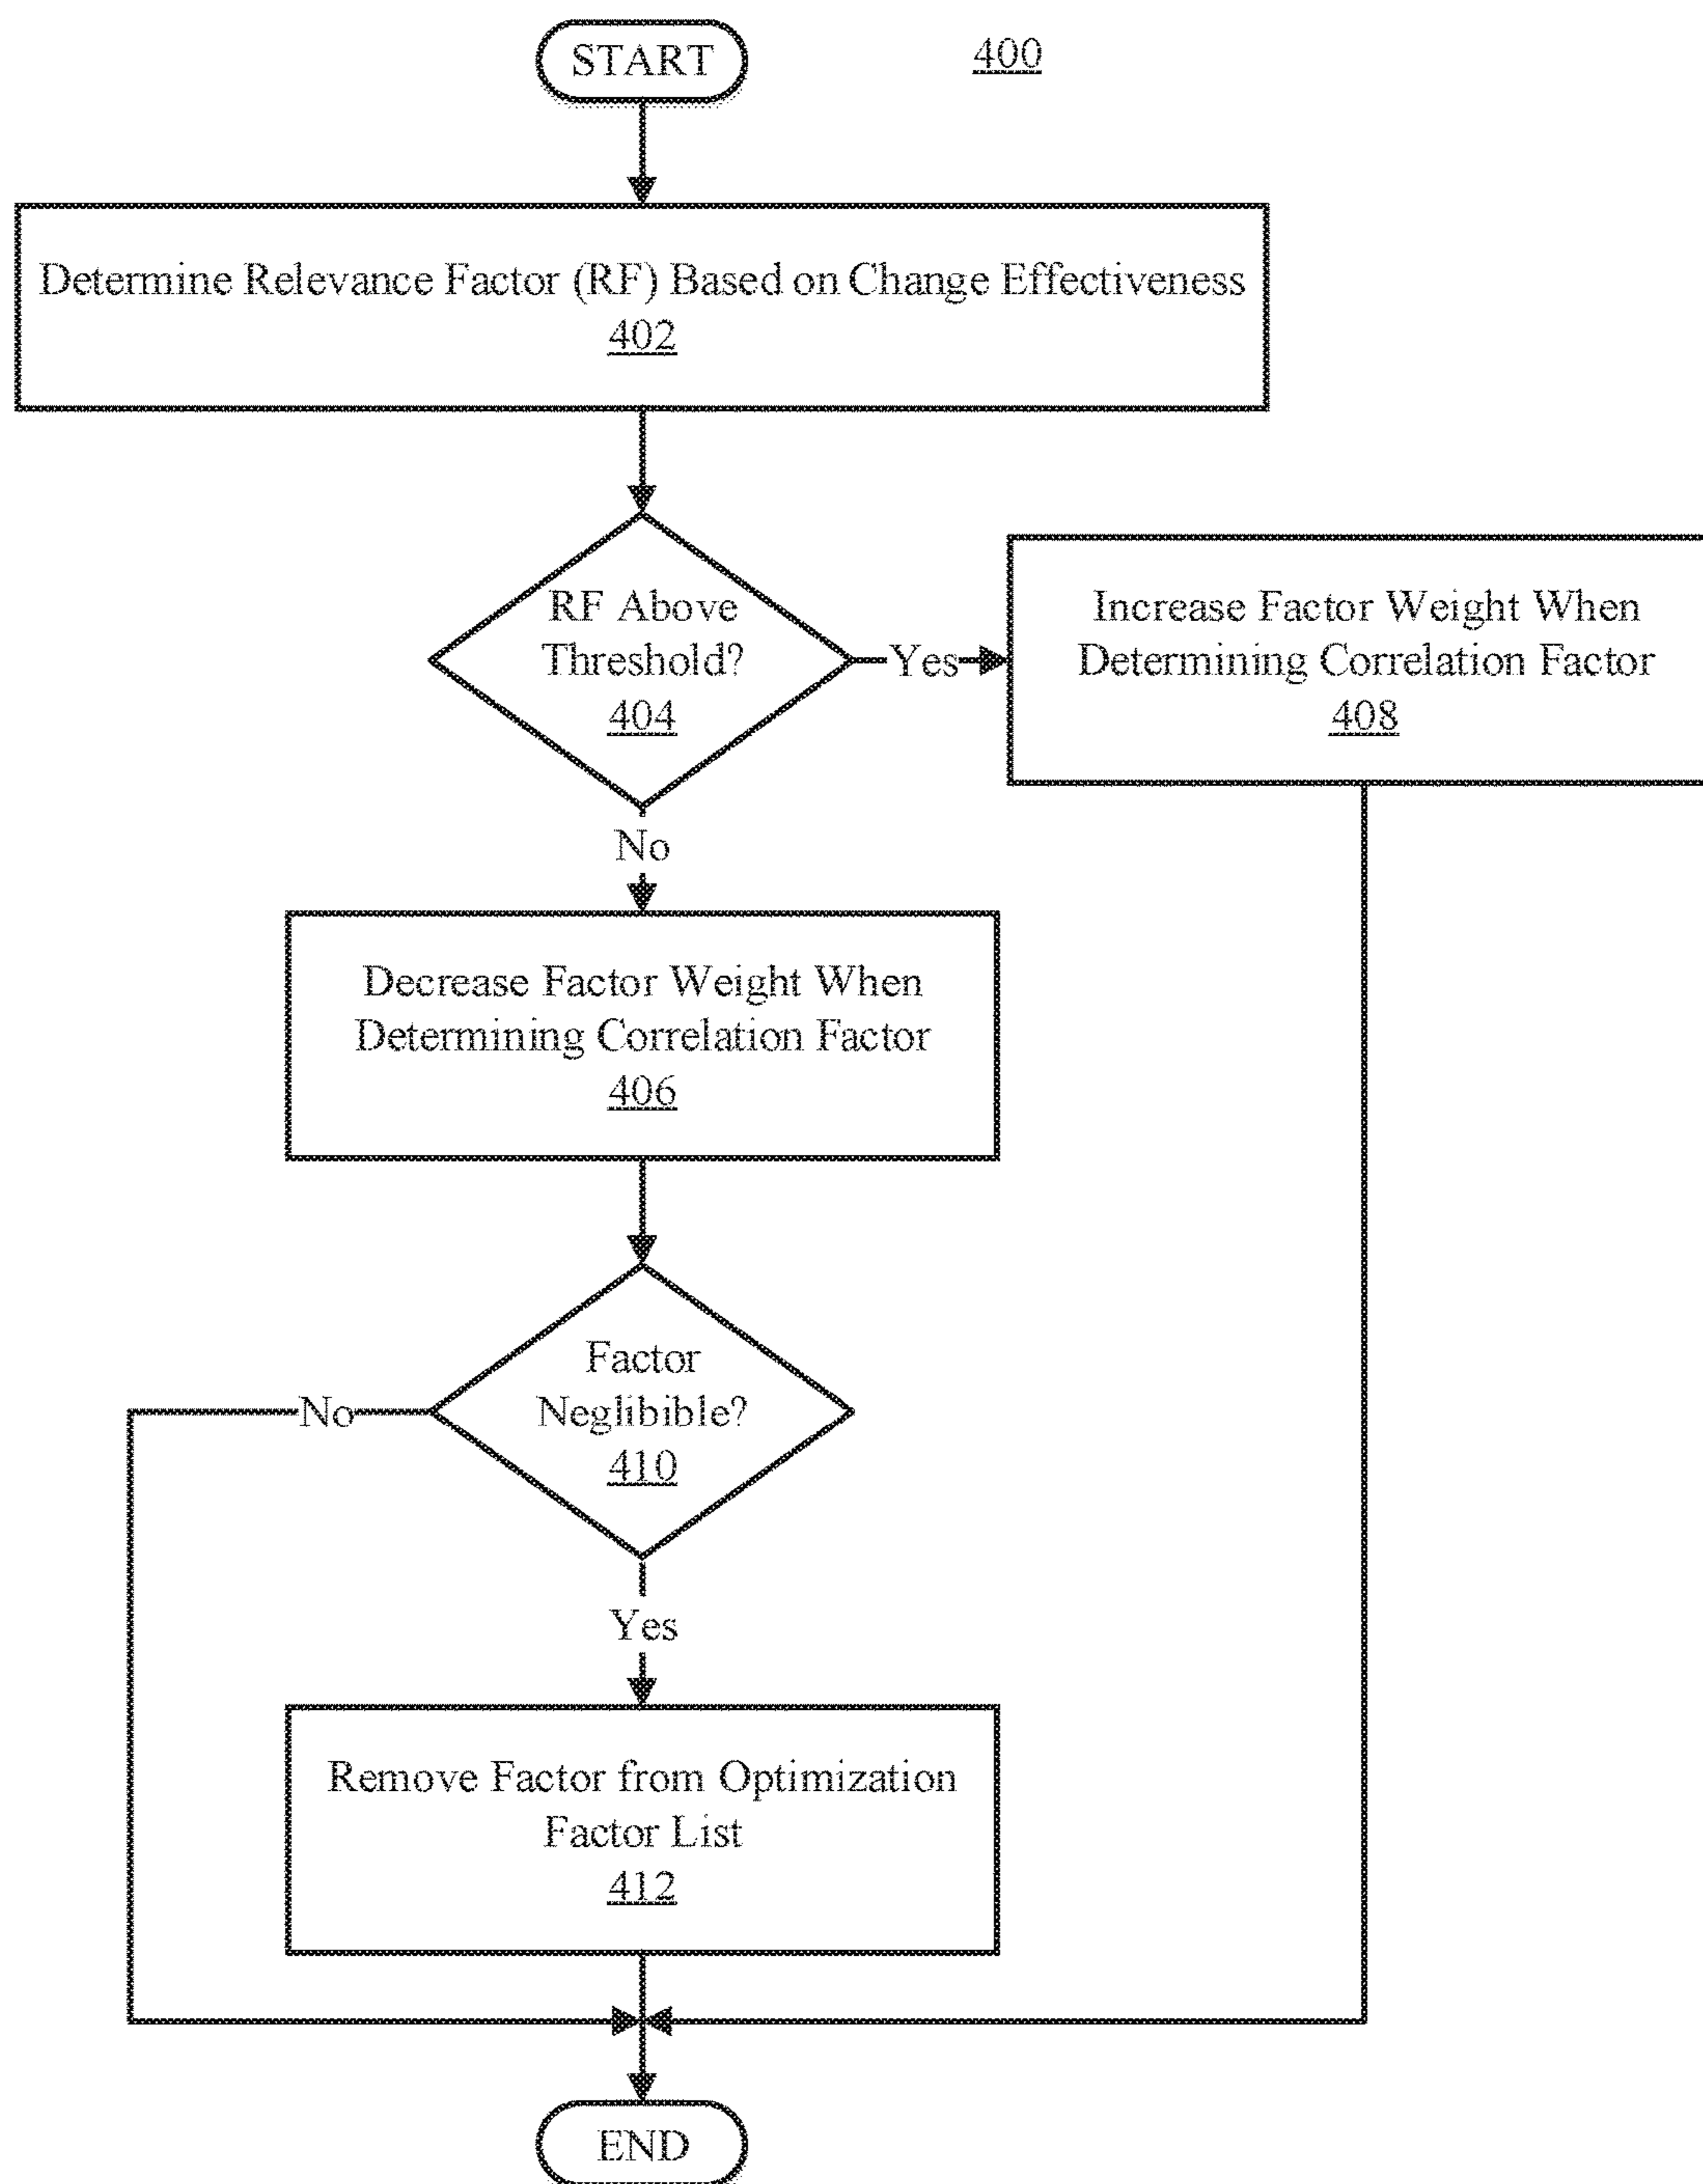 START
400
Determine Relevance Factor (RF) Based on Change Effectiveness
402
RF Above
Threshold?
404
Yes
Increase Factor Weight When
Determining Correlation Factor
408
No
Decrease Factor Weight When
Determining Correlation Factor
406
Factor
Neglibible?
410
No
Yes
Remove Factor from Optimization
Factor List
412
END